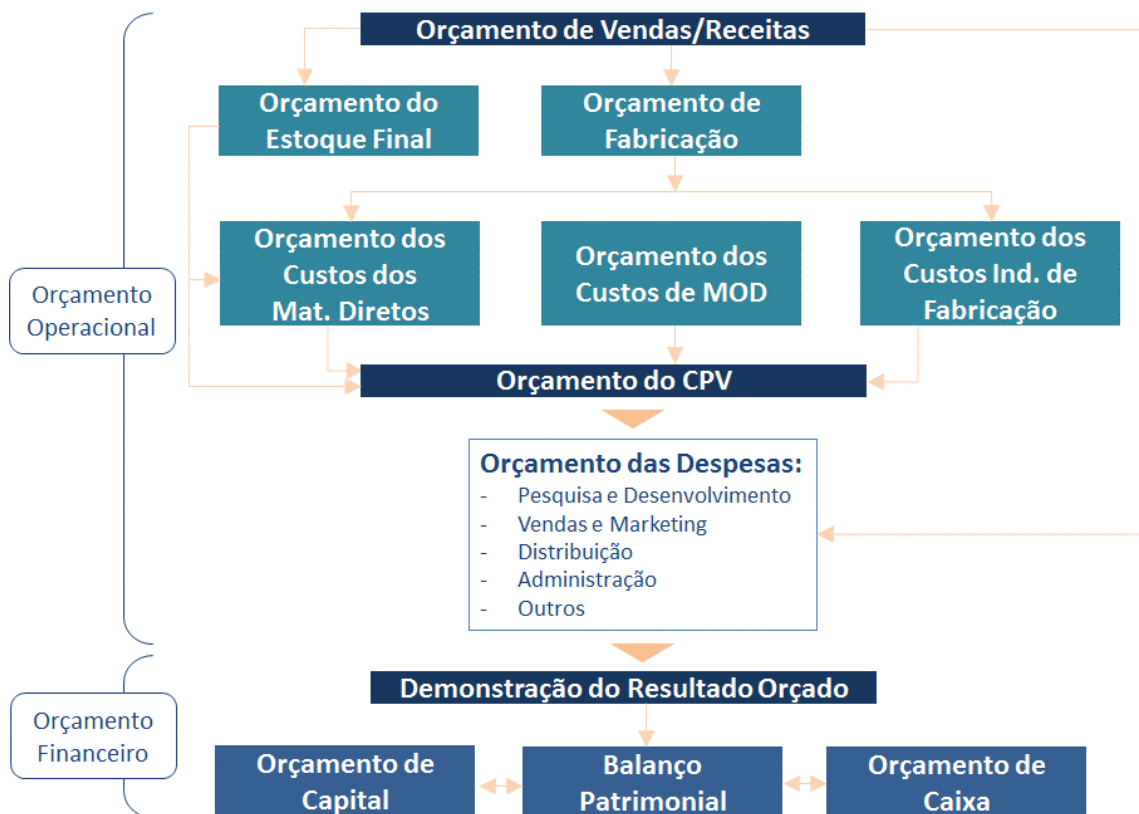 Orçamento de Vendas/Receitas
Orçamento do
Estoque Final
Orçamento de
Fabricação
Orçamento dos
Custos dos
Mat. Diretos
Orçamento dos
Custos de MOD
Orçamento dos
Custos Ind. de
Fabricação
Orçamento
Operacional
Orçamento do CPV
Orçamento das Despesas:
- Pesquisa e Desenvolvimento
- Vendas e Marketing
- Distribuição
- Administração
- Outros
Demonstração do Resultado Orçado
Orçamento
Financeiro
Orçamento de
Capital
Balanço
Patrimonial
Orçamento de
Caixa